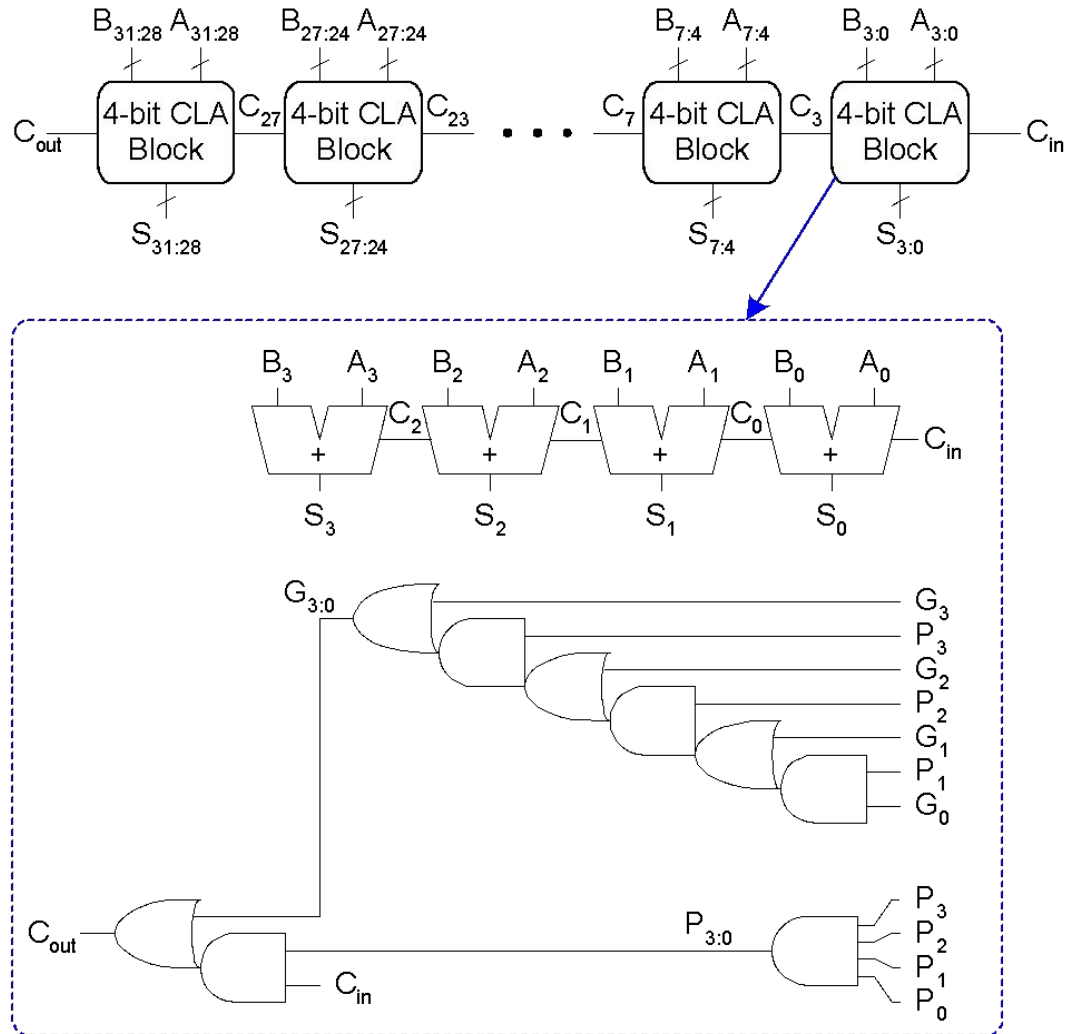 B31:28 A31:28 B27:24 A27:24 B7:4 A7:4 B3:0 A3:0
Cout 4-bit CLA Block C27 4-bit CLA Block C23 C7 4-bit CLA Block C3 4-bit CLA Block Cin
S31:28 S27:24 S7:4 S3:0
B3 A3 B2 A2 B1 A1 B0 A0
C2 C1 C0 Cin
+ + + +
S3 S2 S1 S0
G3:0 G3
P3
G2
P2
G1
P1
G0
P3:0 P3
Cout P2
P1
Cin P0